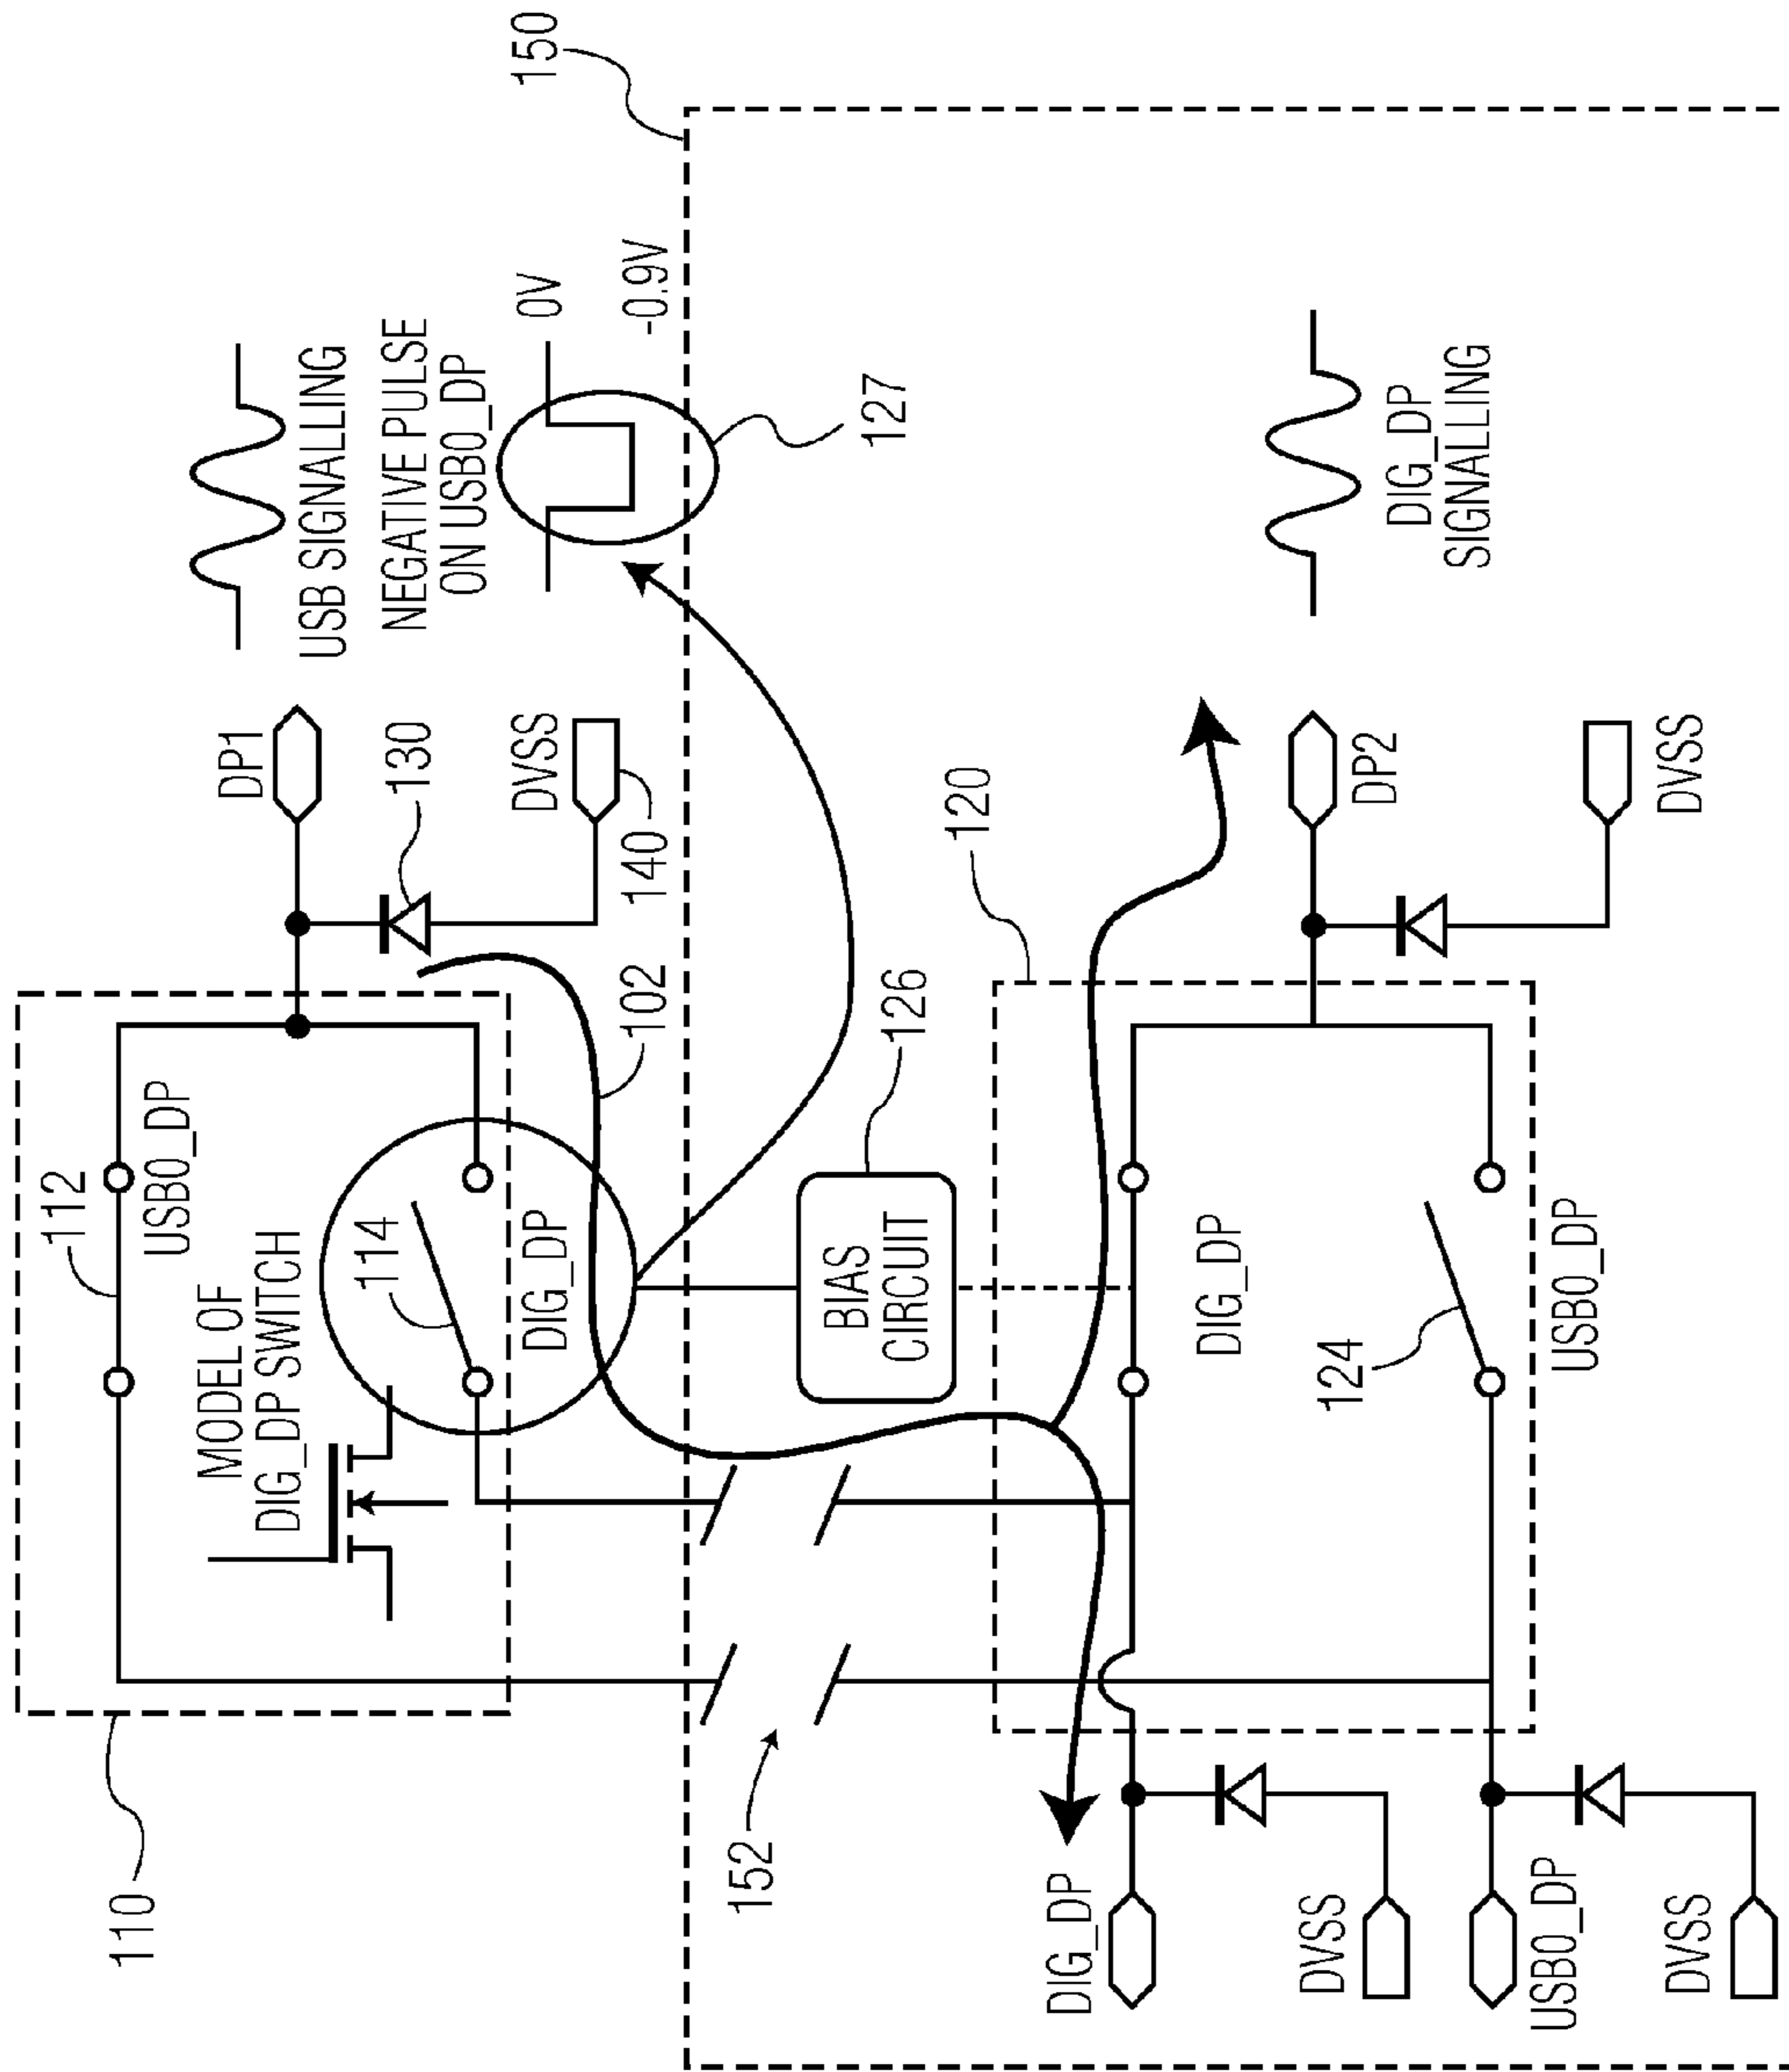 110
112
USB0_DP
MODEL OF
DIG_DP SWITCH
114
DIG_DP
DP1
130
DVSS
140
102
USB SIGNALLING
NEGATIVE PULSE
ON USB0_DP
0V
-0.9V
127
150
152
BIAS
CIRCUIT
126
120
DIG_DP
DVSS
USB0_DP
DVSS
DIG_DP
124
USB0_DP
DP2
DVSS
DIG_DP
SIGNALLING